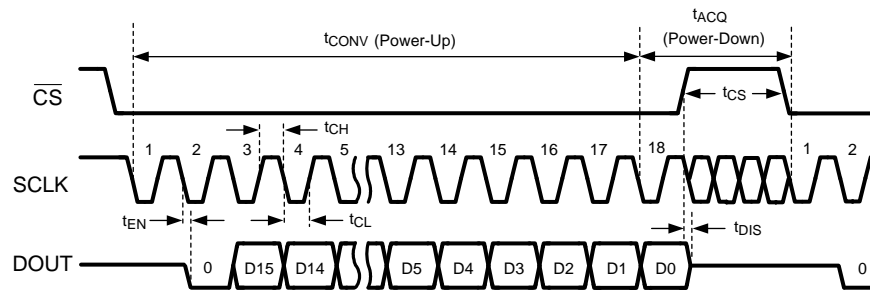 tACQ
tCONV (Power-Up) (Power-Down)
CS
tCS
tCH
1 2 3 4 5 13 14 15 16 17 18 1 2
SCLK
tEN tCL tDIS
DOUT 0 D15 D14 D5 D4 D3 D2 D1 D0 0